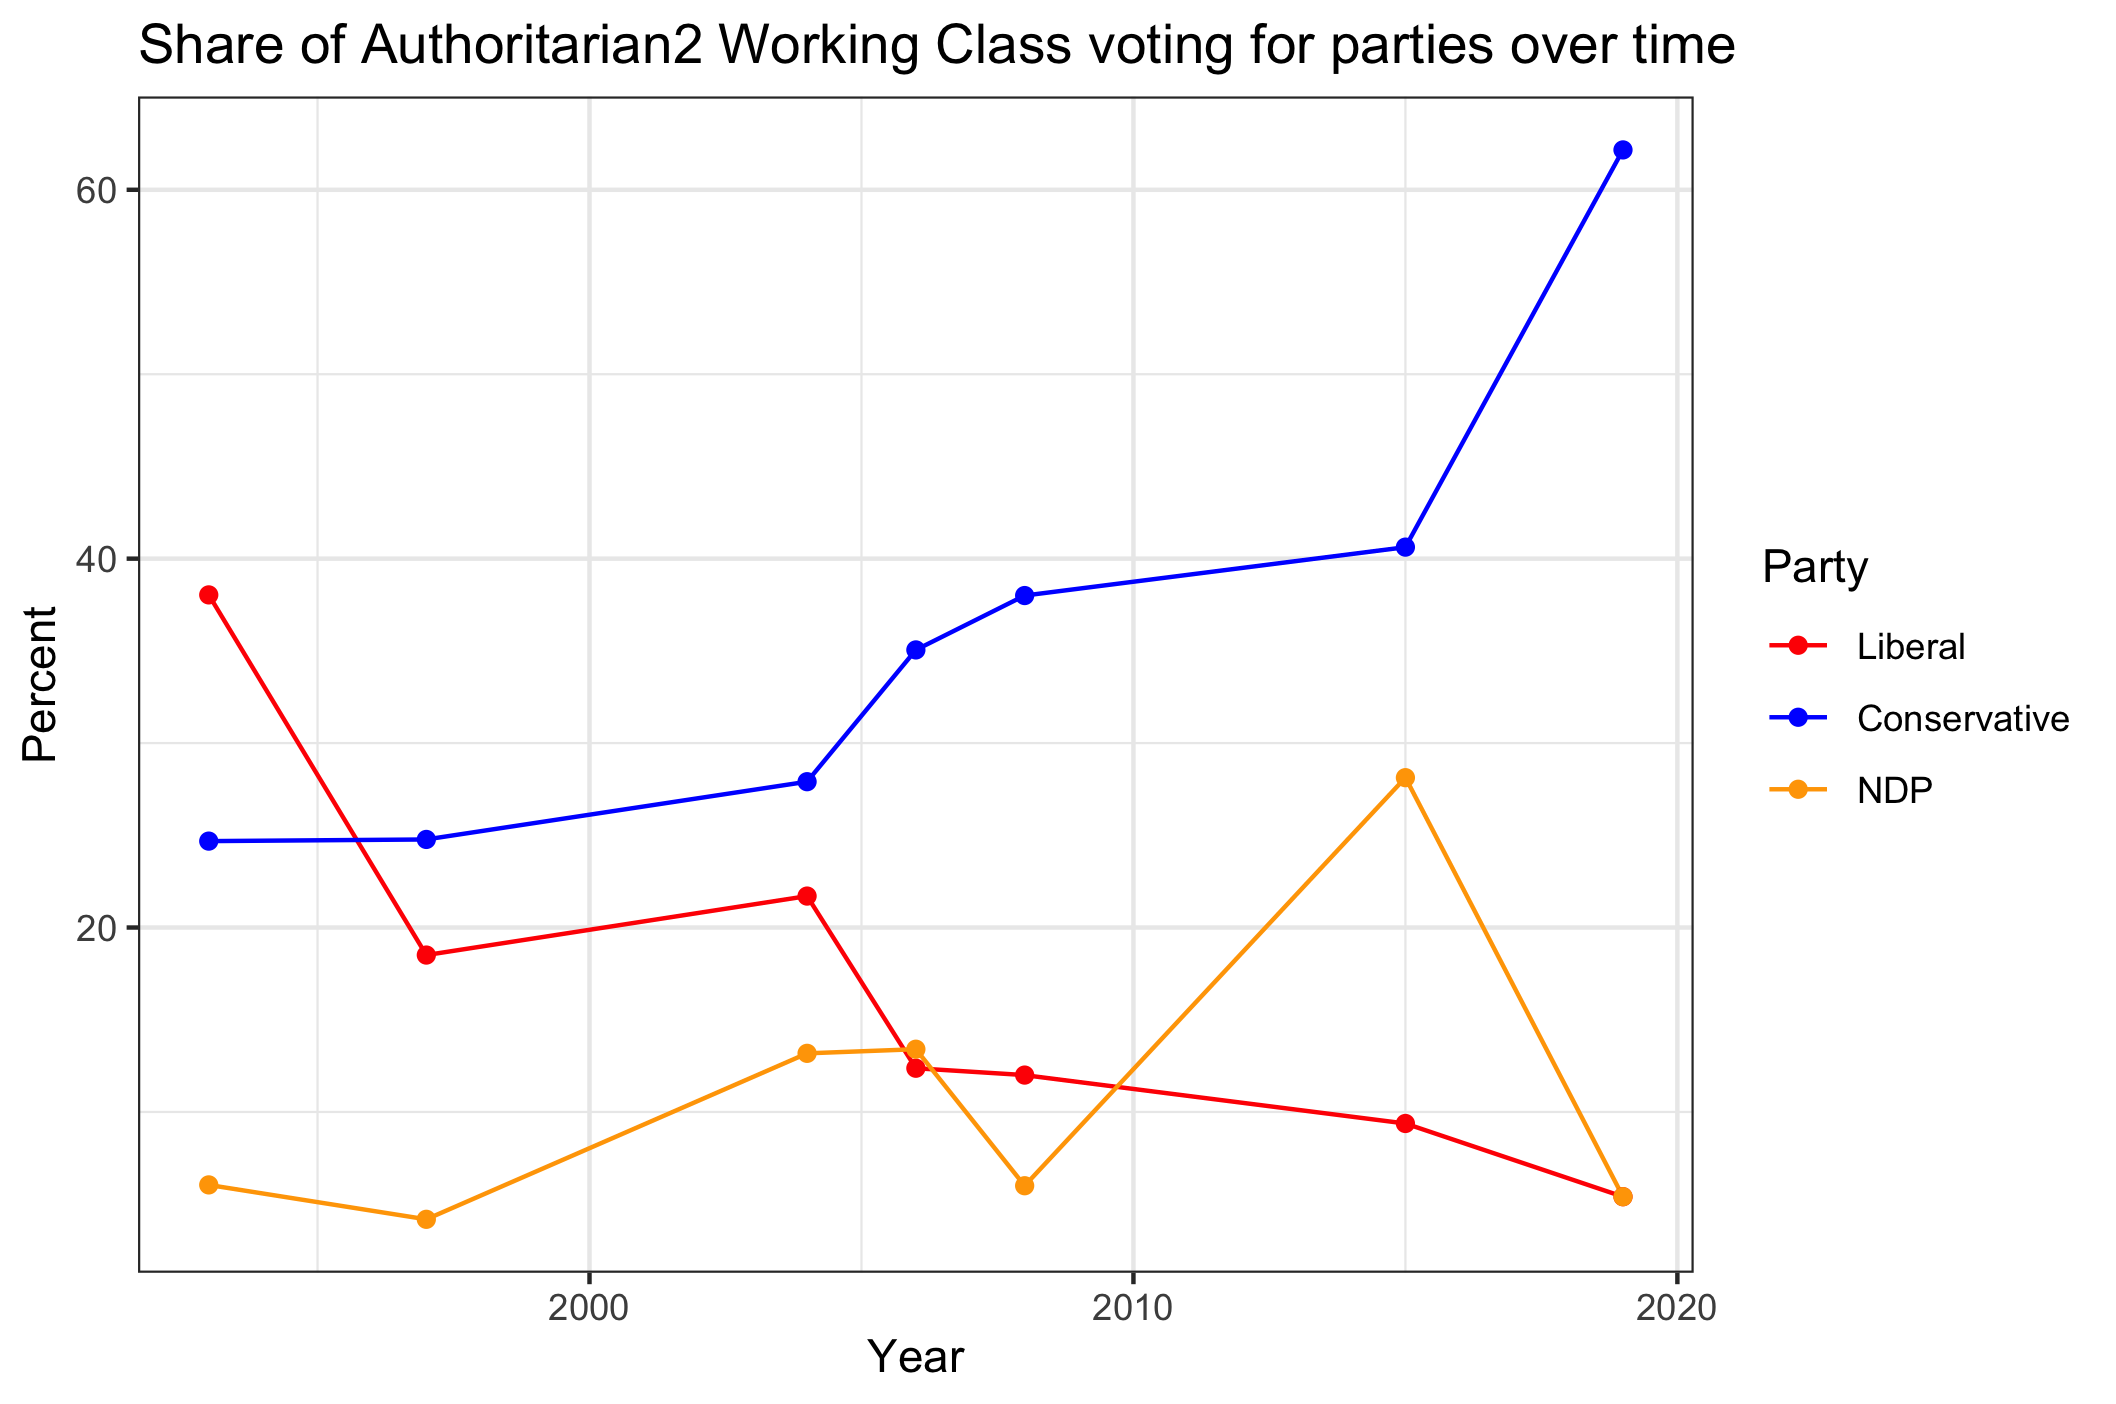 Share of Authoritarian2 Working Class voting for parties over time
60
40
20
Percent
2000
2010
2020
Year
Party
Liberal
Conservative
NDP